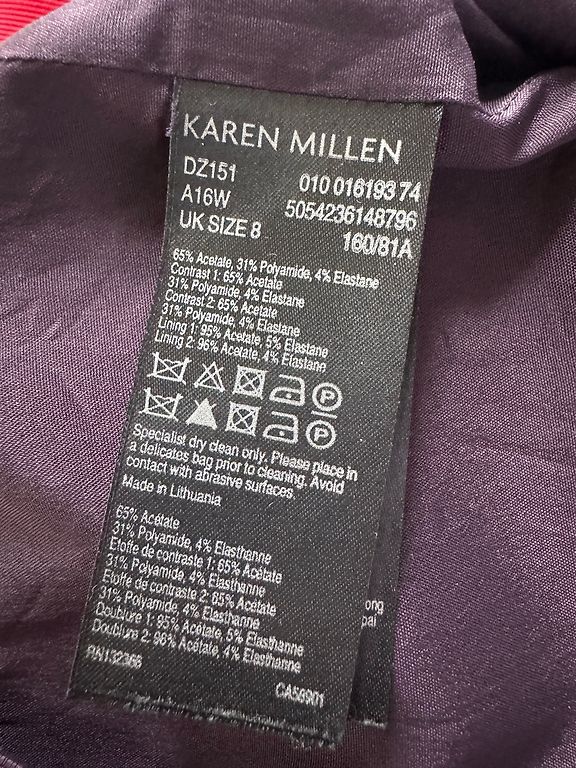 KAREN MILLEN
DZ151 010 016193 74
A16W 5054236148796
UK SIZE 8 160/81A
65% Acetate, 31% Polyamide, 4% Elastane
Contrast 1: 65% Acetate
31% Polyamide, 4% Elastane
Contrast 2: 65% Acetate
31% Polyamide, 4% Elastane
Lining 1: 95% Acetate, 5% Elastane
Lining 2: 96% Acetate, 4% Elastane
P
P
Specialist dry clean only. Please place in
a delicates bag prior to cleaning. Avoid
contact with abrasive surfaces.
Made in Lithuania
65% Acétate
31% Polyamide, 4% Elasthanne
Etoffe de contraste 1: 65% Acétate
31% Polyamide, 4% Elasthanne
Etoffe de contraste 2: 65% Acétate
31% Polyamide, 4% Elasthanne
Doublure 1: 95% Acétate, 5% Elasthanne
Doublure 2: 96% Acétate, 4% Elasthanne
RN132366 CA58901
ong
pai